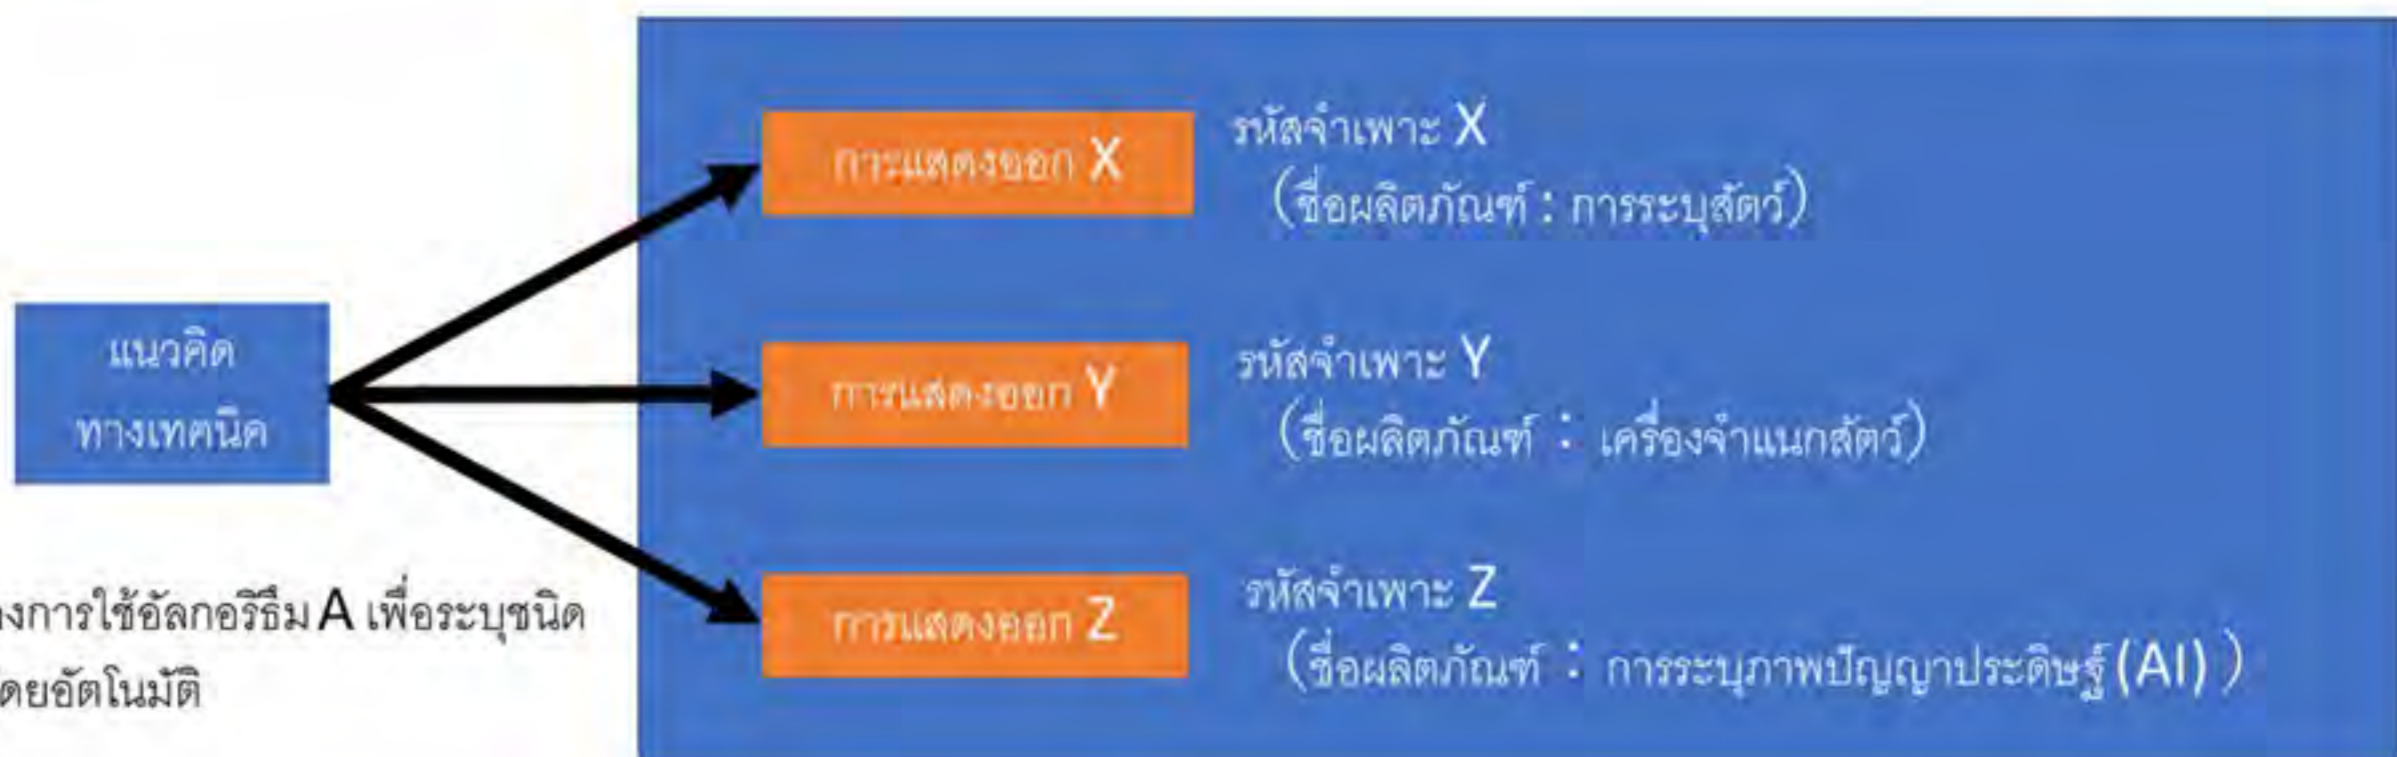 แนวคิด
ทางเทคนิค
การแสดงออก X
รหัสจำเพาะ X
(ชื่อผลิตภัณฑ์ : การระบุสัตว์)
การแสดงออก Y
รหัสจำเพาะ Y
(ชื่อผลิตภัณฑ์ : เครื่องจำแนกสัตว์)
การแสดงออก Z
รหัสจำเพาะ Z
(ชื่อผลิตภัณฑ์ : การระบุภาพปัญญาประดิษฐ์ (AI) )
การใช้อัลกอริธึม A เพื่อระบุชนิด
โดยอัตโนมัติ